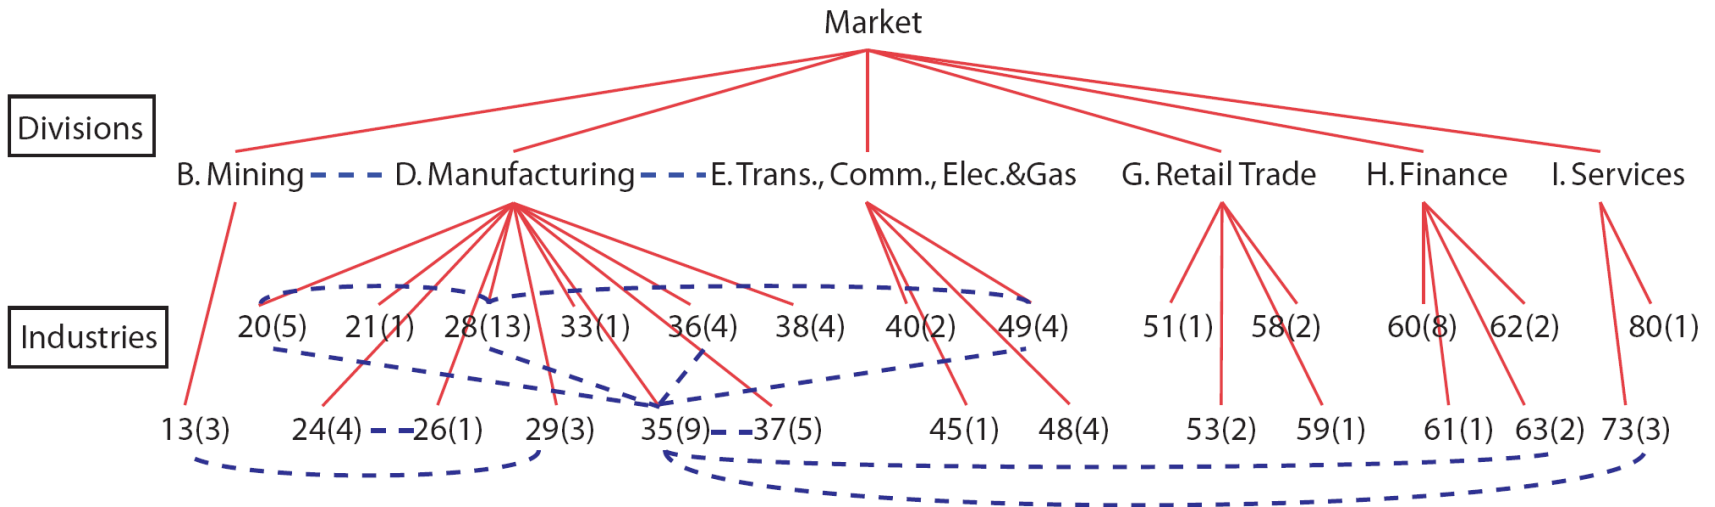 Market
Divisions
B. Mining D. Manufacturing E. Trans., Comm., Elec.&Gas G. Retail Trade H. Finance I. Services
Industries
20(5) 21(1) 28(13) 33(1) 36(4) 38(4) 40(2) 49(4) 51(1) 58(2) 60(8) 62(2) 80(1)
13(3) 24(4) 26(1) 29(3) 35(9) 37(5) 45(1) 48(4) 53(2) 59(1) 61(1) 63(2) 73(3)